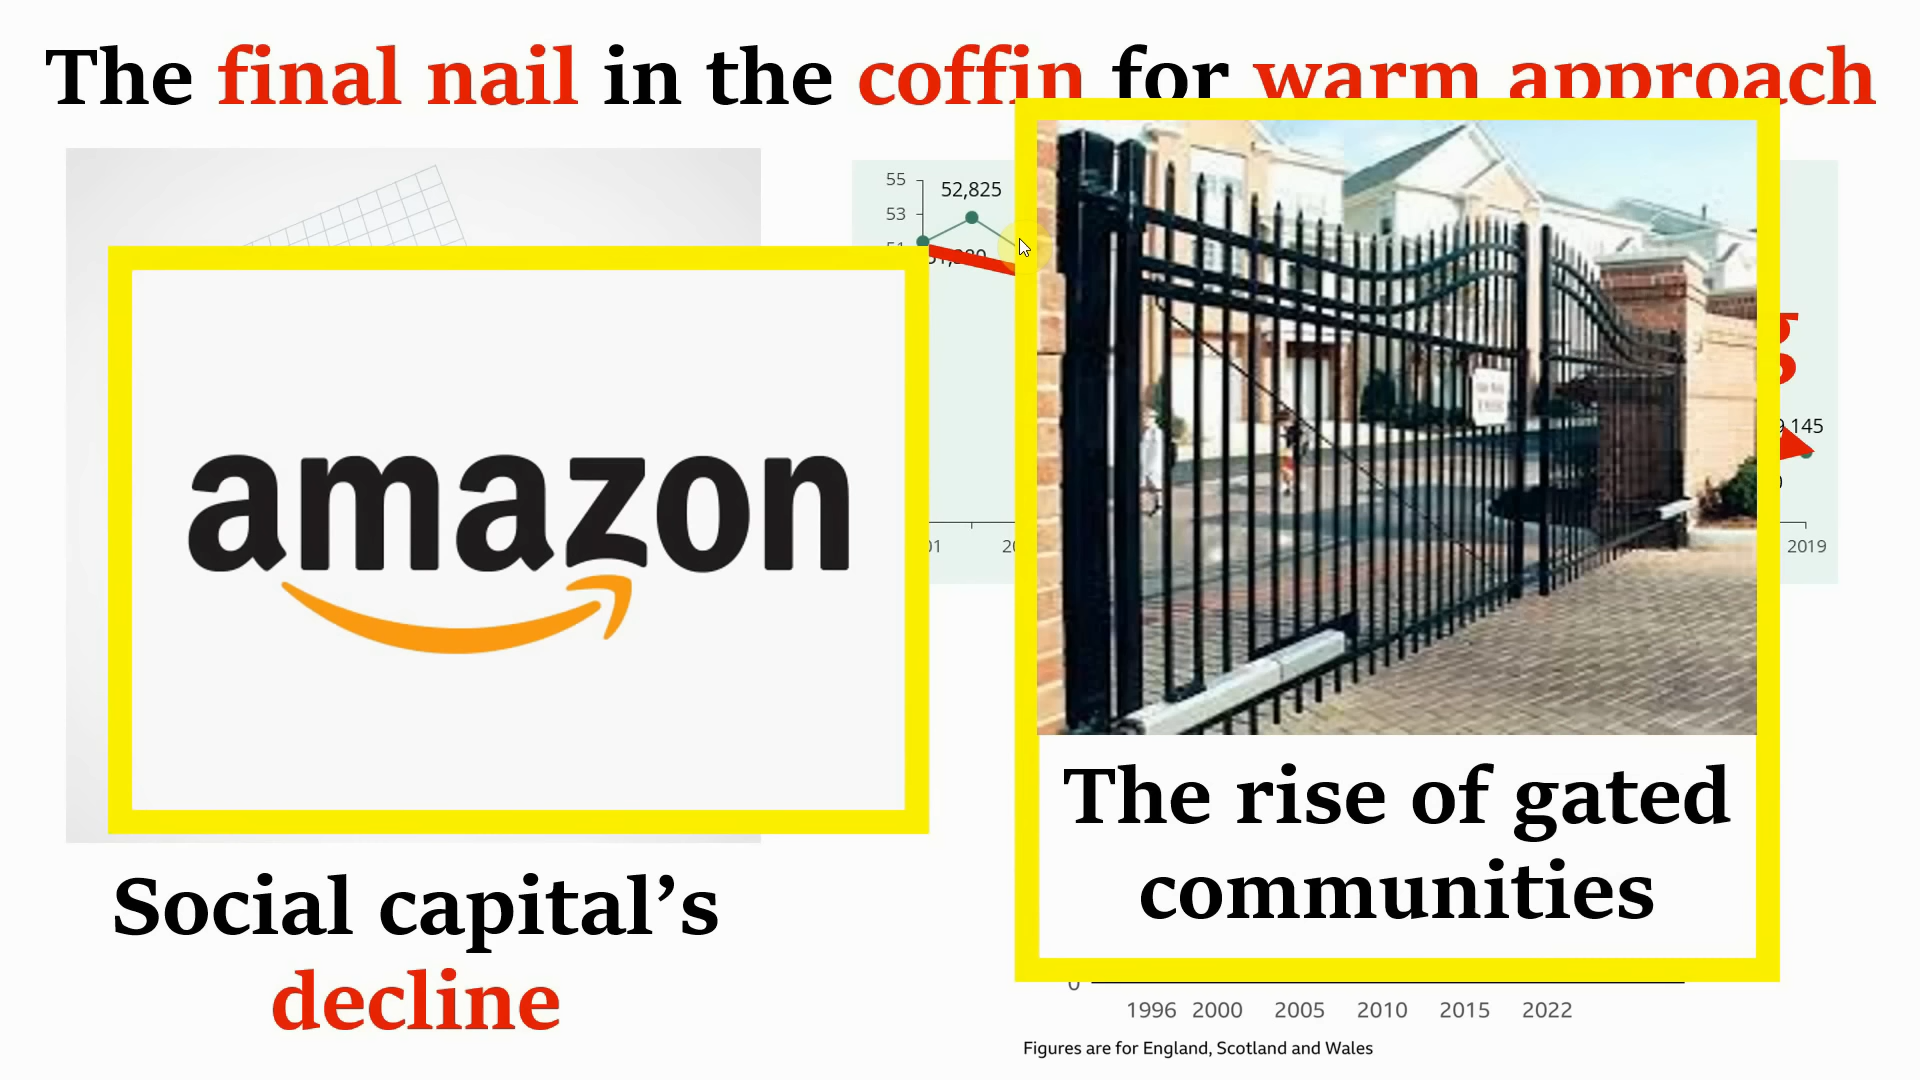 The final nail in the coffin for warm approach
55
52,825
53
145
amazon
2019
The rise of gated
communities
Social capital’s
decline
0
1996 2000 2005 2010 2015 2022
Figures are for England, Scotland and Wales